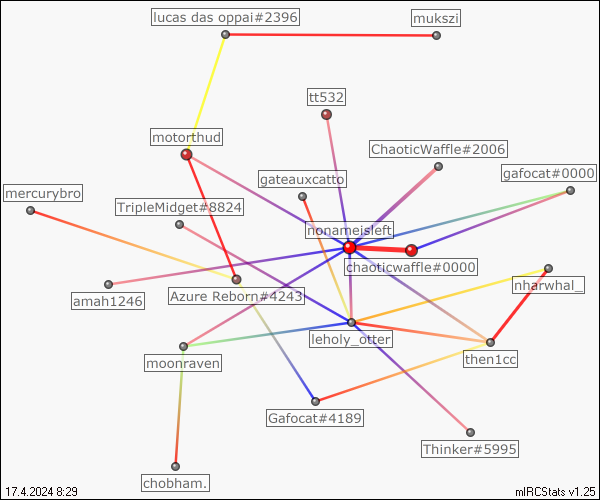 lucas das oppai#2396
mukszi
tt532
motorthud
ChaoticWaffle#2006
gateauxcatto
gafocat#0000
mercurybro
TripleMidget#8824
nonameisleft
chaoticwaffle#0000
nharwhal_
amah1246
Azure Reborn#4243
leholy_otter
then1cc
moonraven
Gafocat#4189
Thinker#5995
chobham.
17.4.2024 8:29
mIRCStats v1.25